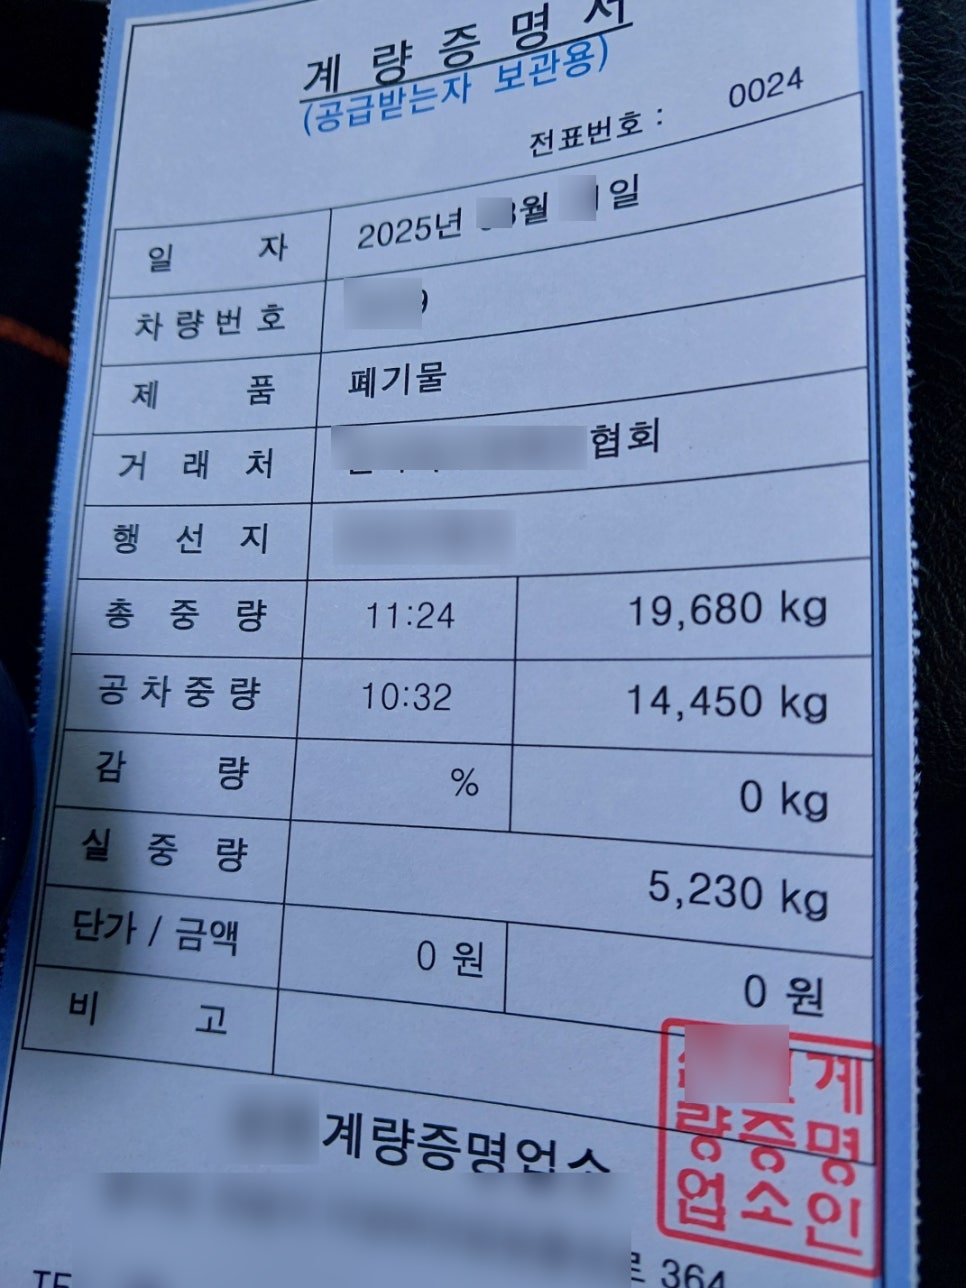 계 량 증 명 서
(공급받는자 보관용)
전표번호 : 0024
일 자 2025년 월 일
차 량 번 호
제 품 폐기물
거 래 처 협회
행 선 지
총 중 량 11:24 19,680 kg
공 차 중 량 10:32 14,450 kg
감 량 % 0 kg
실 중 량 5,230 kg
단가 / 금액 0 원 0 원
비 고
계
량 증 명
업 소 인
계량증명업소
364